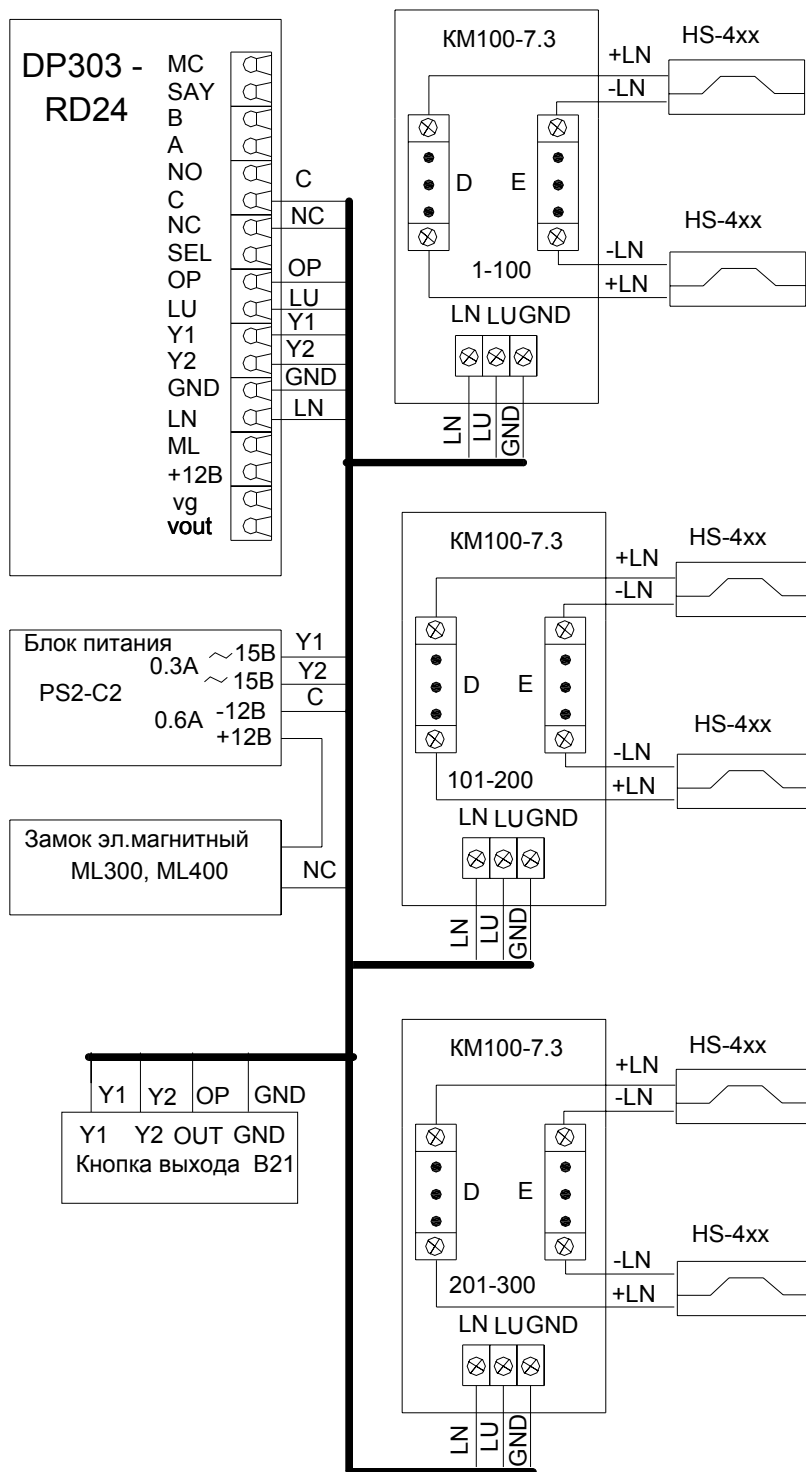 DP303 -
RD24
MC
SAY
B
A
NO
C
NC
SEL
OP
LU
Y1
Y2
GND
LN
ML
+12В
vg
vout
C
NC
OP
LU
Y1
Y2
GND
LN
КМ100-7.3
+LN
-LN
HS-4xx
D
E
HS-4xx
-LN
+LN
1-100
LN LU GND
LN
LU
GND
Блок питания
PS2-C2
0.3А
15В
15В
0.6А
-12В
+12В
Y1
Y2
C
Замок эл.магнитный
ML300, ML400
NC
КМ100-7.3
+LN
-LN
HS-4xx
D
E
HS-4xx
-LN
+LN
101-200
LN LU GND
LN
LU
GND
Y1 Y2 OP GND
Y1 Y2 OUT GND
Кнопка выхода B21
КМ100-7.3
+LN
-LN
HS-4xx
D
E
HS-4xx
-LN
+LN
201-300
LN LU GND
LN
LU
GND